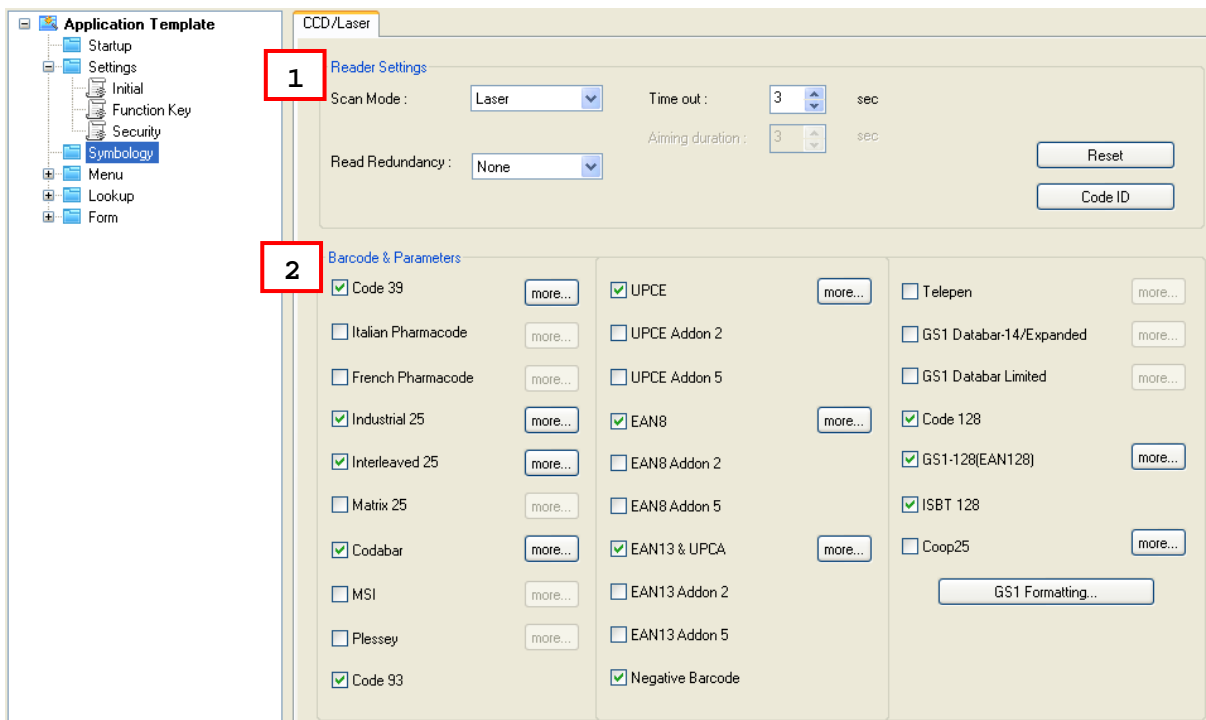 Application Template
Startup
Settings
Initial
Function Key
Security
Symbology
Menu
Lookup
Form
CCD/Laser
1
Reader Settings
Scan Mode : Laser Time out : 3 sec
Aiming duration : 3 sec
Read Redundancy : None
Reset
Code ID
2
Barcode & Parameters
Code 39 more...
Italian Pharmacode more...
French Pharmacode more...
Industrial 25 more...
Interleaved 25 more...
Matrix 25 more...
Codabar more...
MSI more...
Plessey more...
Code 93
UPCE more...
UPCE Addon 2
UPCE Addon 5
EAN8 more...
EAN8 Addon 2
EAN8 Addon 5
EAN13 & UPCA more...
EAN13 Addon 2
EAN13 Addon 5
Negative Barcode
Telepen more...
GS1 Databar-14/Expanded more...
GS1 Databar Limited more...
Code 128
GS1-128(EAN128) more...
ISBT 128
Coop25 more...
GS1 Formatting...